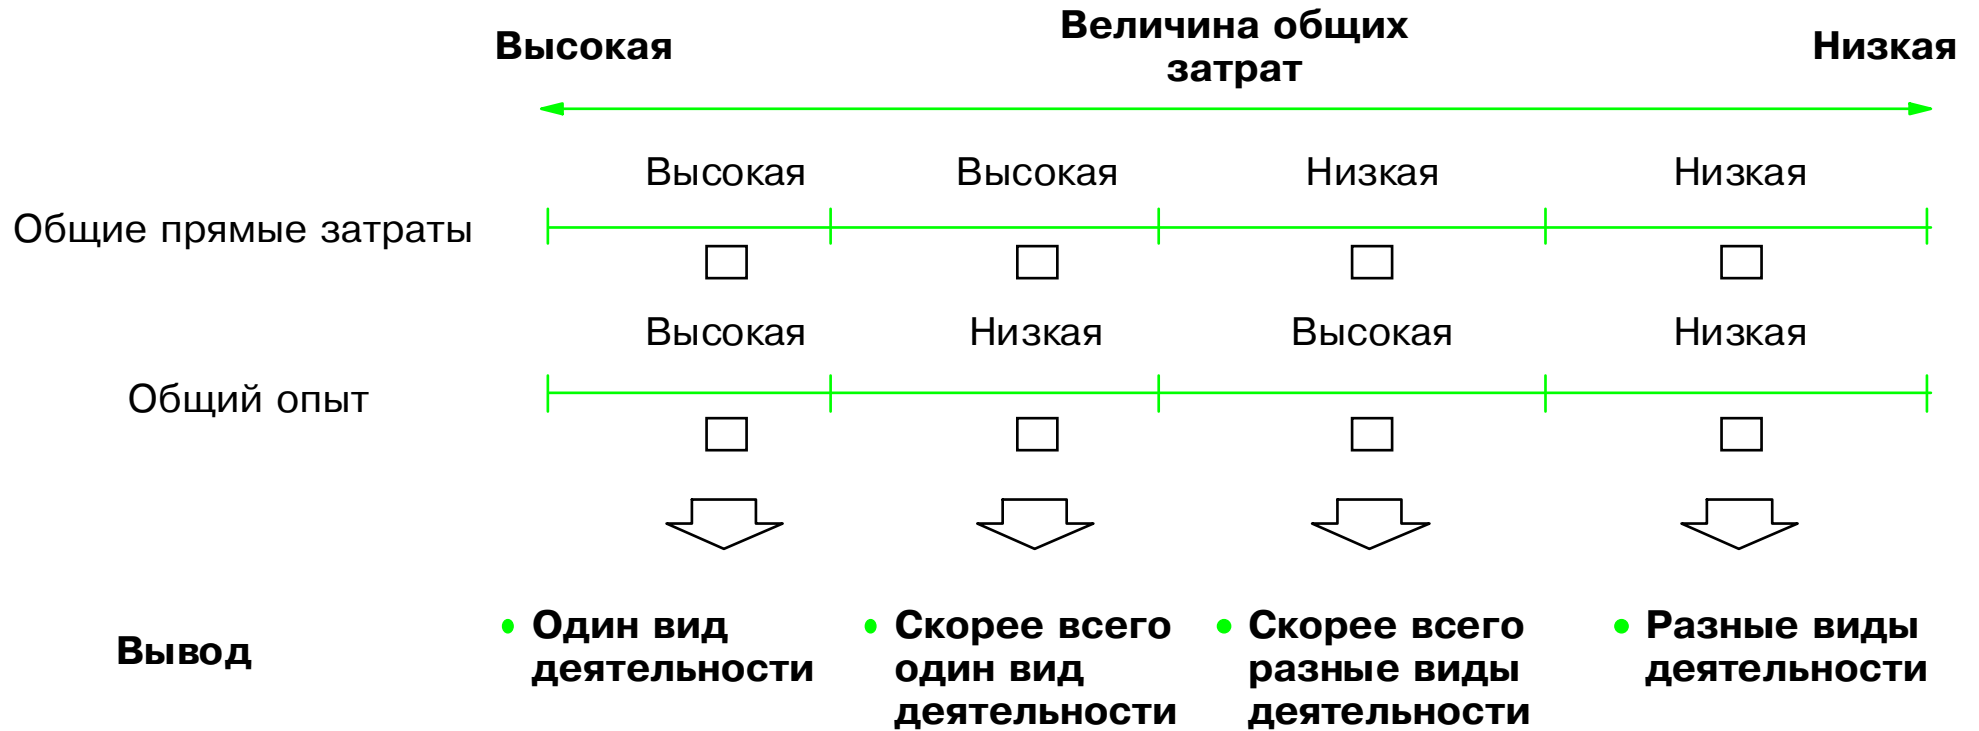 Высокая
Величина общих
затрат
Низкая
Высокая
Высокая
Низкая
Низкая
Общие прямые затраты
Высокая
Низкая
Высокая
Низкая
Общий опыт
Вывод
• Один вид
деятельности
• Скорее всего
один вид
деятельности
• Скорее всего
разные виды
деятельности
• Разные виды
деятельности